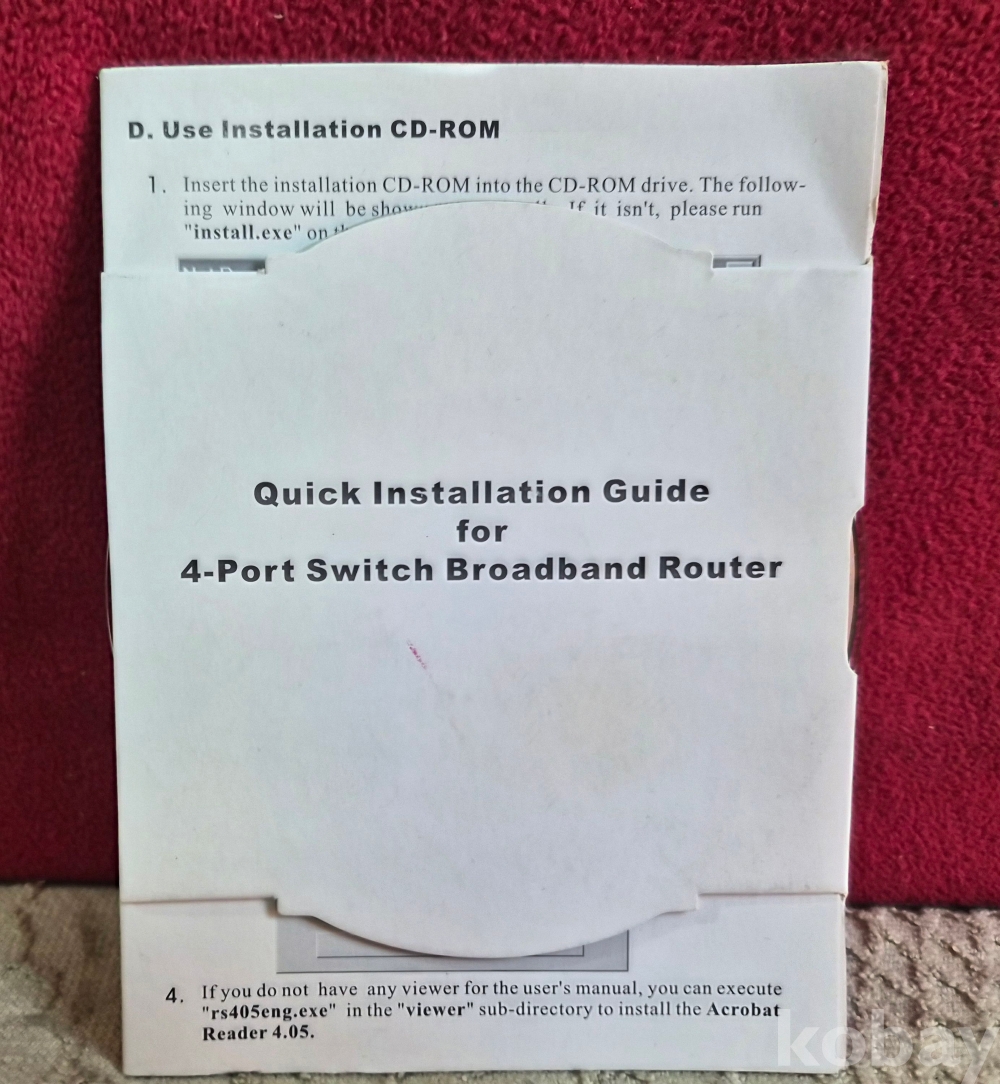 D. Use Installation CD-ROM
1. Insert the installation CD-ROM into the CD-ROM drive. The follow-
ing window will be If it isn't, please run
"install.exe" on
Quick Installation Guide
for
4-Port Switch Broadband Router
4. If you do not have any viewer for the user's manual, you can execute
"rs405eng.exe" in the "viewer" sub-directory to install the Acrobat
Reader 4.05.
kobay